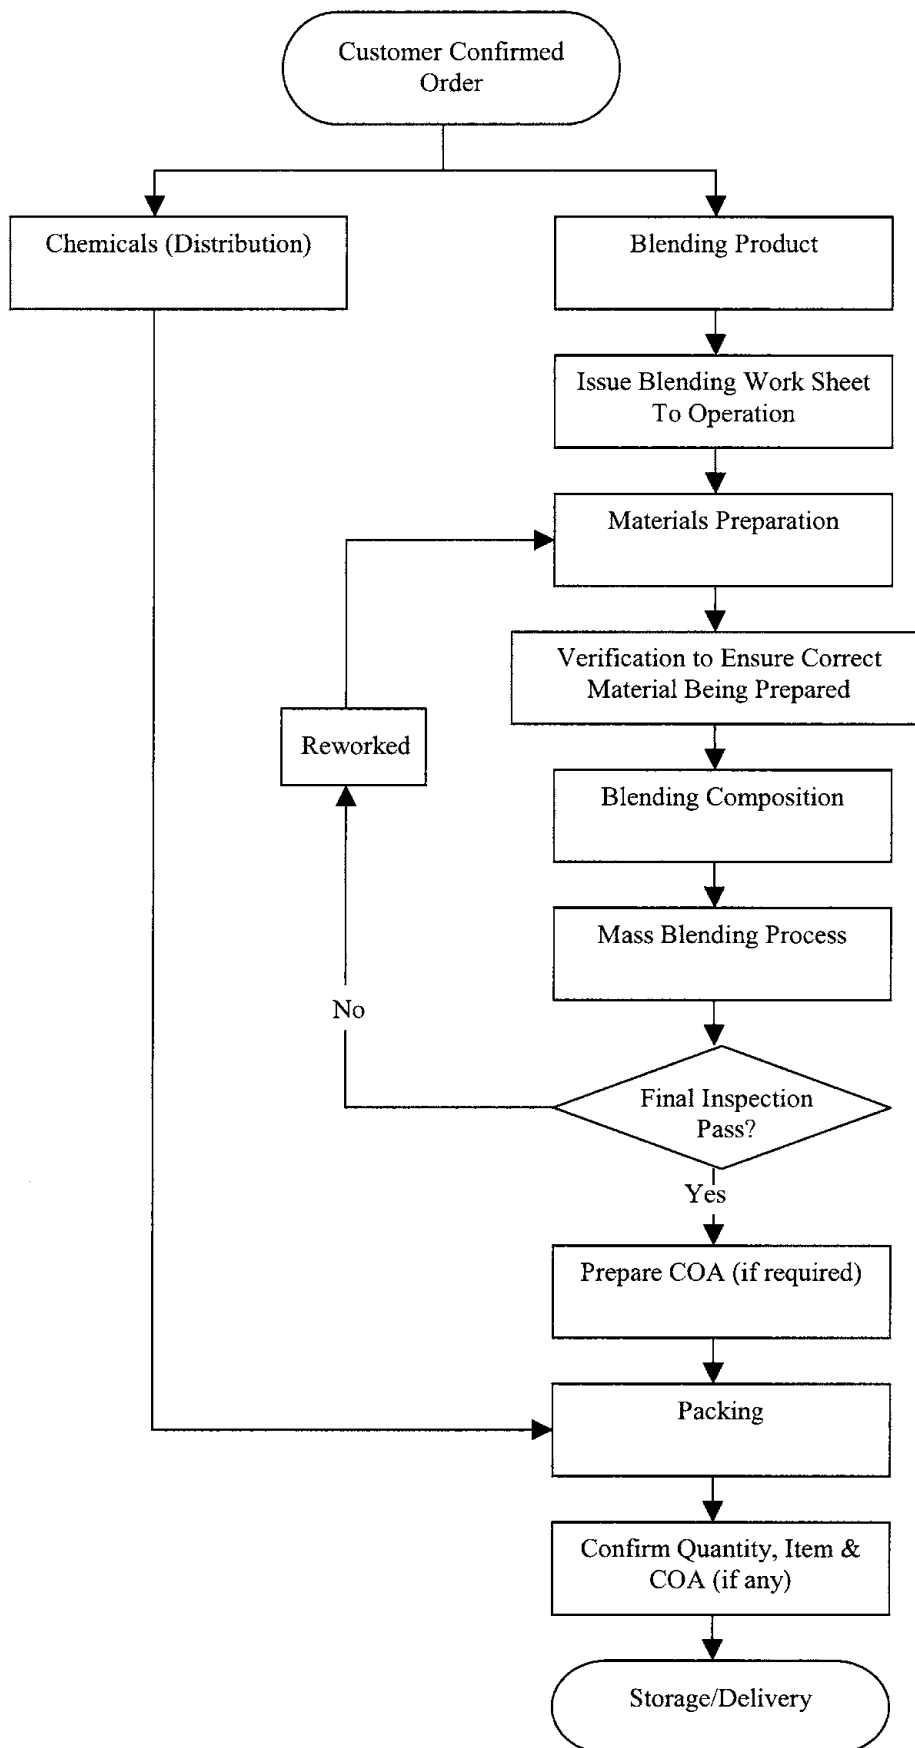 Customer Confirmed
Order
Chemicals (Distribution)
Blending Product
Issue Blending Work Sheet
To Operation
Materials Preparation
Verification to Ensure Correct
Material Being Prepared
Reworked
Blending Composition
Mass Blending Process
No
Final Inspection
Pass?
Yes
Prepare COA (if required)
Packing
Confirm Quantity, Item &
COA (if any)
Storage/Delivery